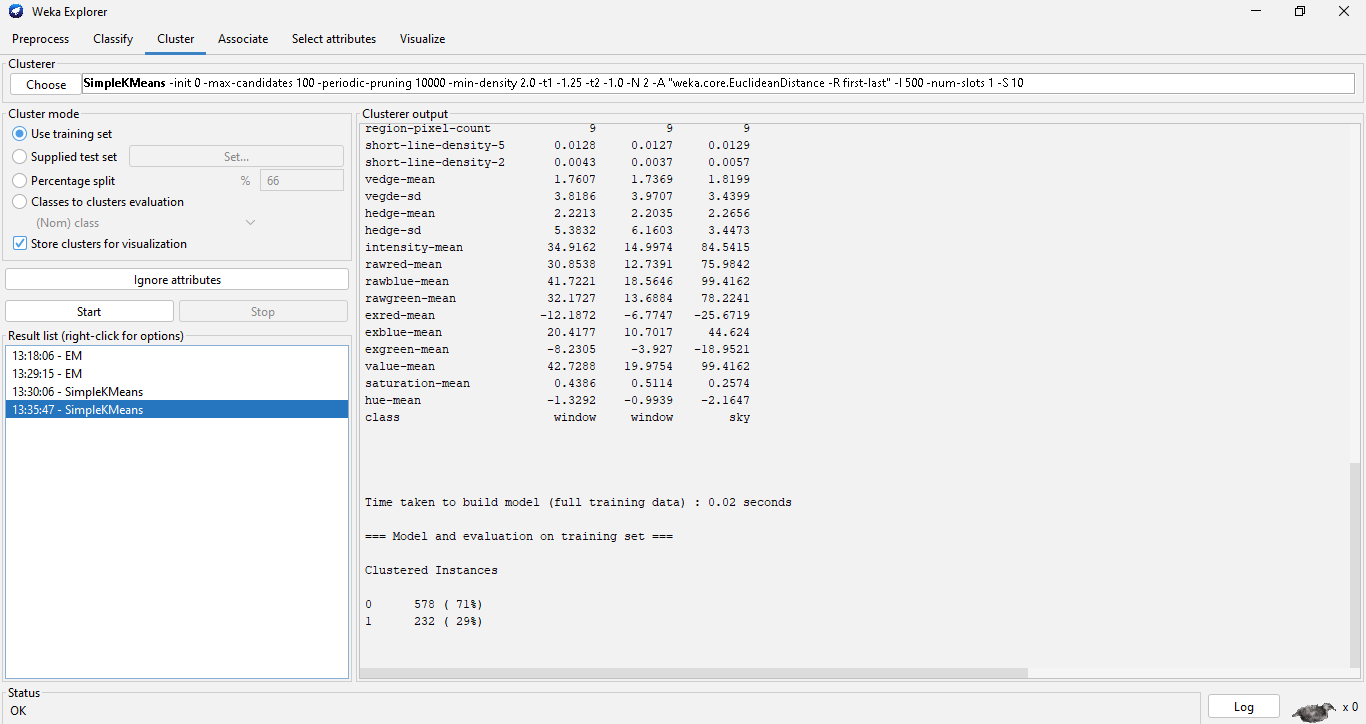 Weka Explorer
Preprocess Classify Cluster Associate Select attributes Visualize
Clusterer
Choose SimpleKMeans -init 0 -max-candidates 100 -periodic-pruning 10000 -min-density 2.0 -t1 -1.25 -t2 -1.0 -N 2 -A "weka.core.EuclideanDistance -R first-last" -I 500 -num-slots 1 -S 10
Cluster mode
Use training set
Supplied test set Set...
Percentage split % 66
Classes to clusters evaluation
(Nom) class
Store clusters for visualization
Ignore attributes
Start Stop
Result list (right-click for options)
13:18:06 - EM
13:29:15 - EM
13:30:06 - SimpleKMeans
13:35:47 - SimpleKMeans
Clusterer output
region-pixel-count 9 9 9
short-line-density-5 0.0128 0.0127 0.0129
short-line-density-2 0.0043 0.0037 0.0057
vedge-mean 1.7607 1.7369 1.8199
vegde-sd 3.8186 3.9707 3.4399
hedge-mean 2.2213 2.2035 2.2656
hedge-sd 5.3832 6.1603 3.4473
intensity-mean 34.9162 14.9974 84.5415
rawred-mean 30.8538 12.7391 75.9842
rawblue-mean 41.7221 18.5646 99.4162
rawgreen-mean 32.1727 13.6884 78.2241
exred-mean -12.1872 -6.7747 -25.6719
exblue-mean 20.4177 10.7017 44.624
exgreen-mean -8.2305 -3.927 -18.9521
value-mean 42.7288 19.9754 99.4162
saturation-mean 0.4386 0.5114 0.2574
hue-mean -1.3292 -0.9939 -2.1647
class window window sky
Time taken to build model (full training data) : 0.02 seconds
=== Model and evaluation on training set ===
Clustered Instances
0 578 ( 71%)
1 232 ( 29%)
Status
OK
Log x 0